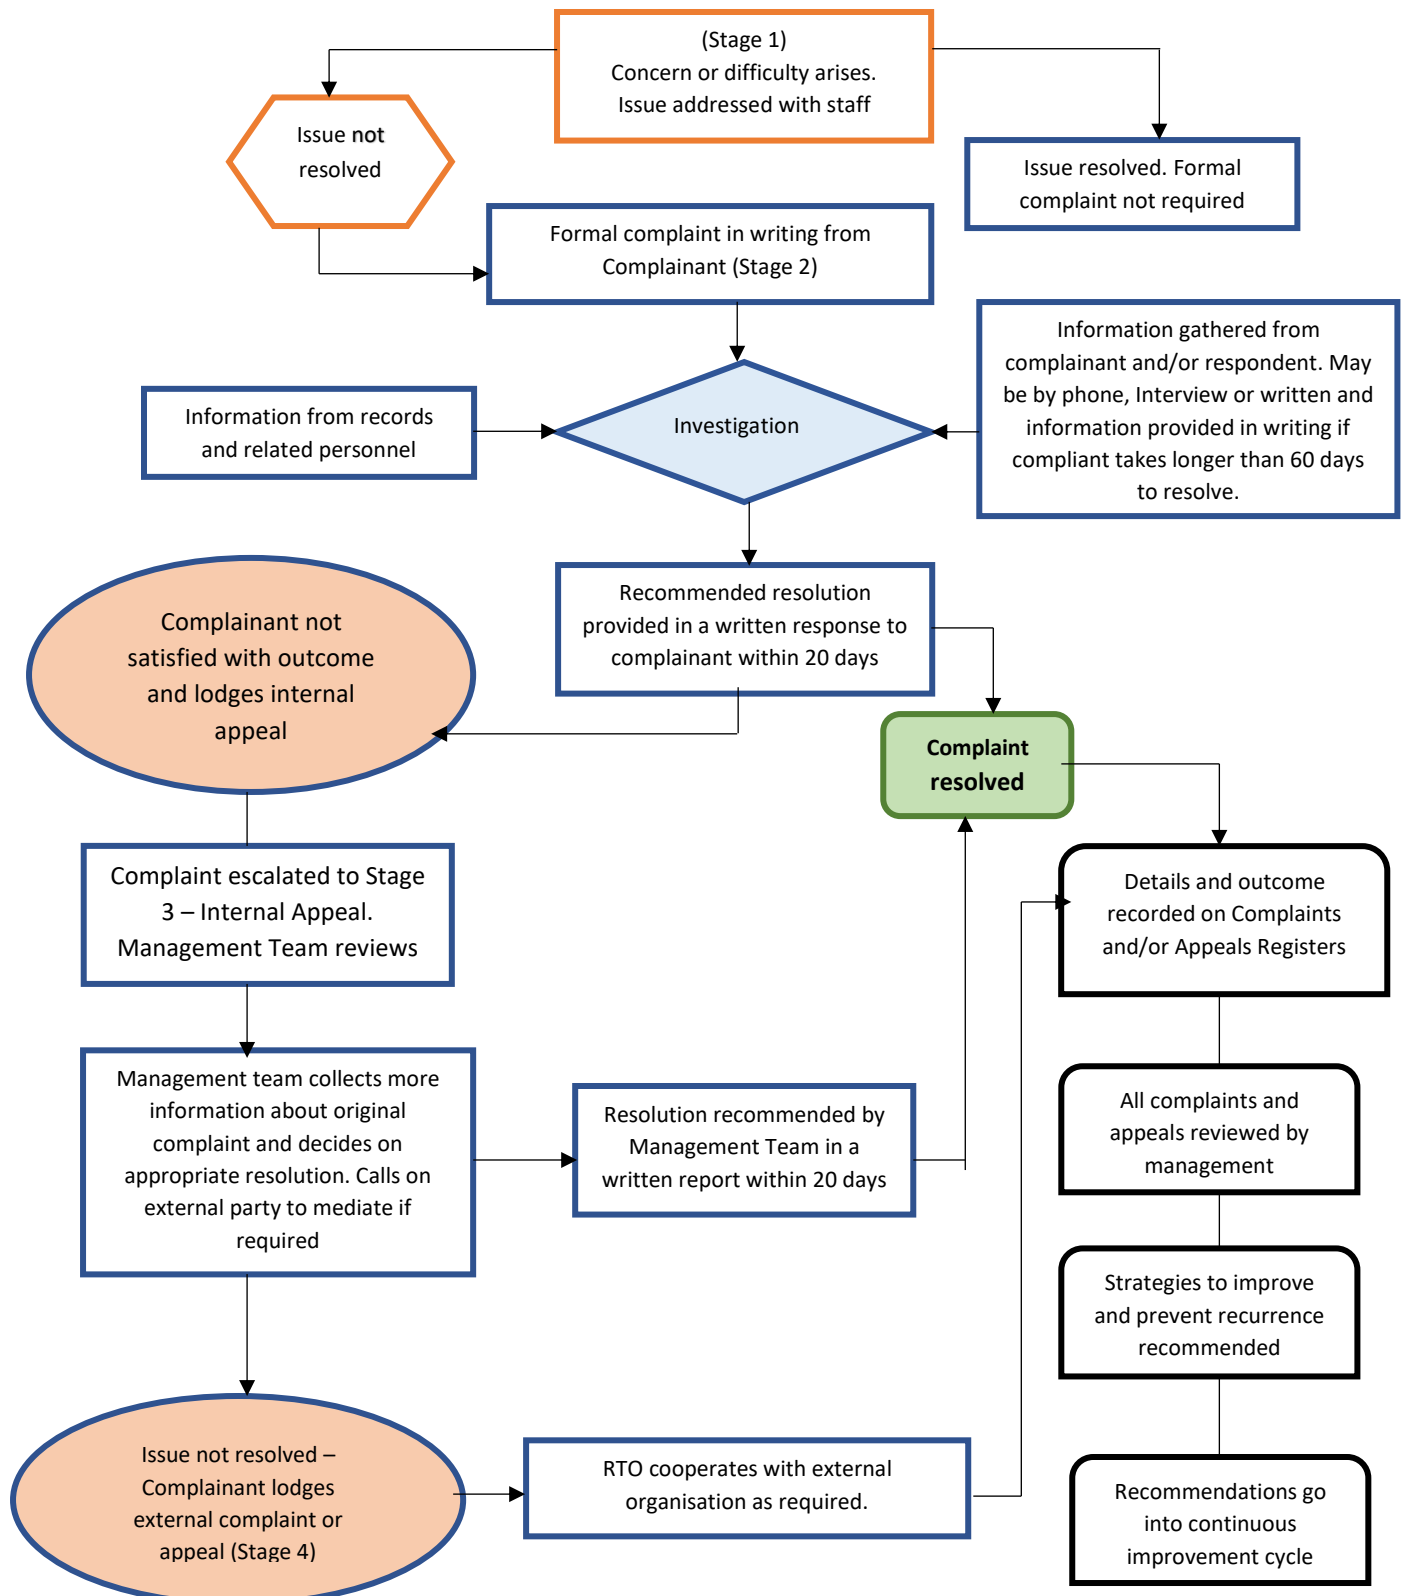 (Stage 1)
Concern or difficulty arises.
Issue addressed with staff
Issue not
resolved
Issue resolved. Formal
complaint not required
Formal complaint in writing from
Complainant (Stage 2)
Information gathered from
complainant and/or respondent. May
be by phone, Interview or written and
information provided in writing if
compliant takes longer than 60 days
to resolve.
Information from records
and related personnel
Investigation
Recommended resolution
provided in a written response to
complainant within 20 days
Complainant not
satisfied with outcome
and lodges internal
appeal
Complaint
resolved
Complaint escalated to Stage
3 – Internal Appeal.
Management Team reviews
Details and outcome
recorded on Complaints
and/or Appeals Registers
Management team collects more
information about original
complaint and decides on
appropriate resolution. Calls on
external party to mediate if
required
Resolution recommended by
Management Team in a
written report within 20 days
All complaints and
appeals reviewed by
management
Strategies to improve
and prevent recurrence
recommended
Issue not resolved –
Complainant lodges
external complaint or
appeal (Stage 4)
RTO cooperates with external
organisation as required.
Recommendations go
into continuous
improvement cycle